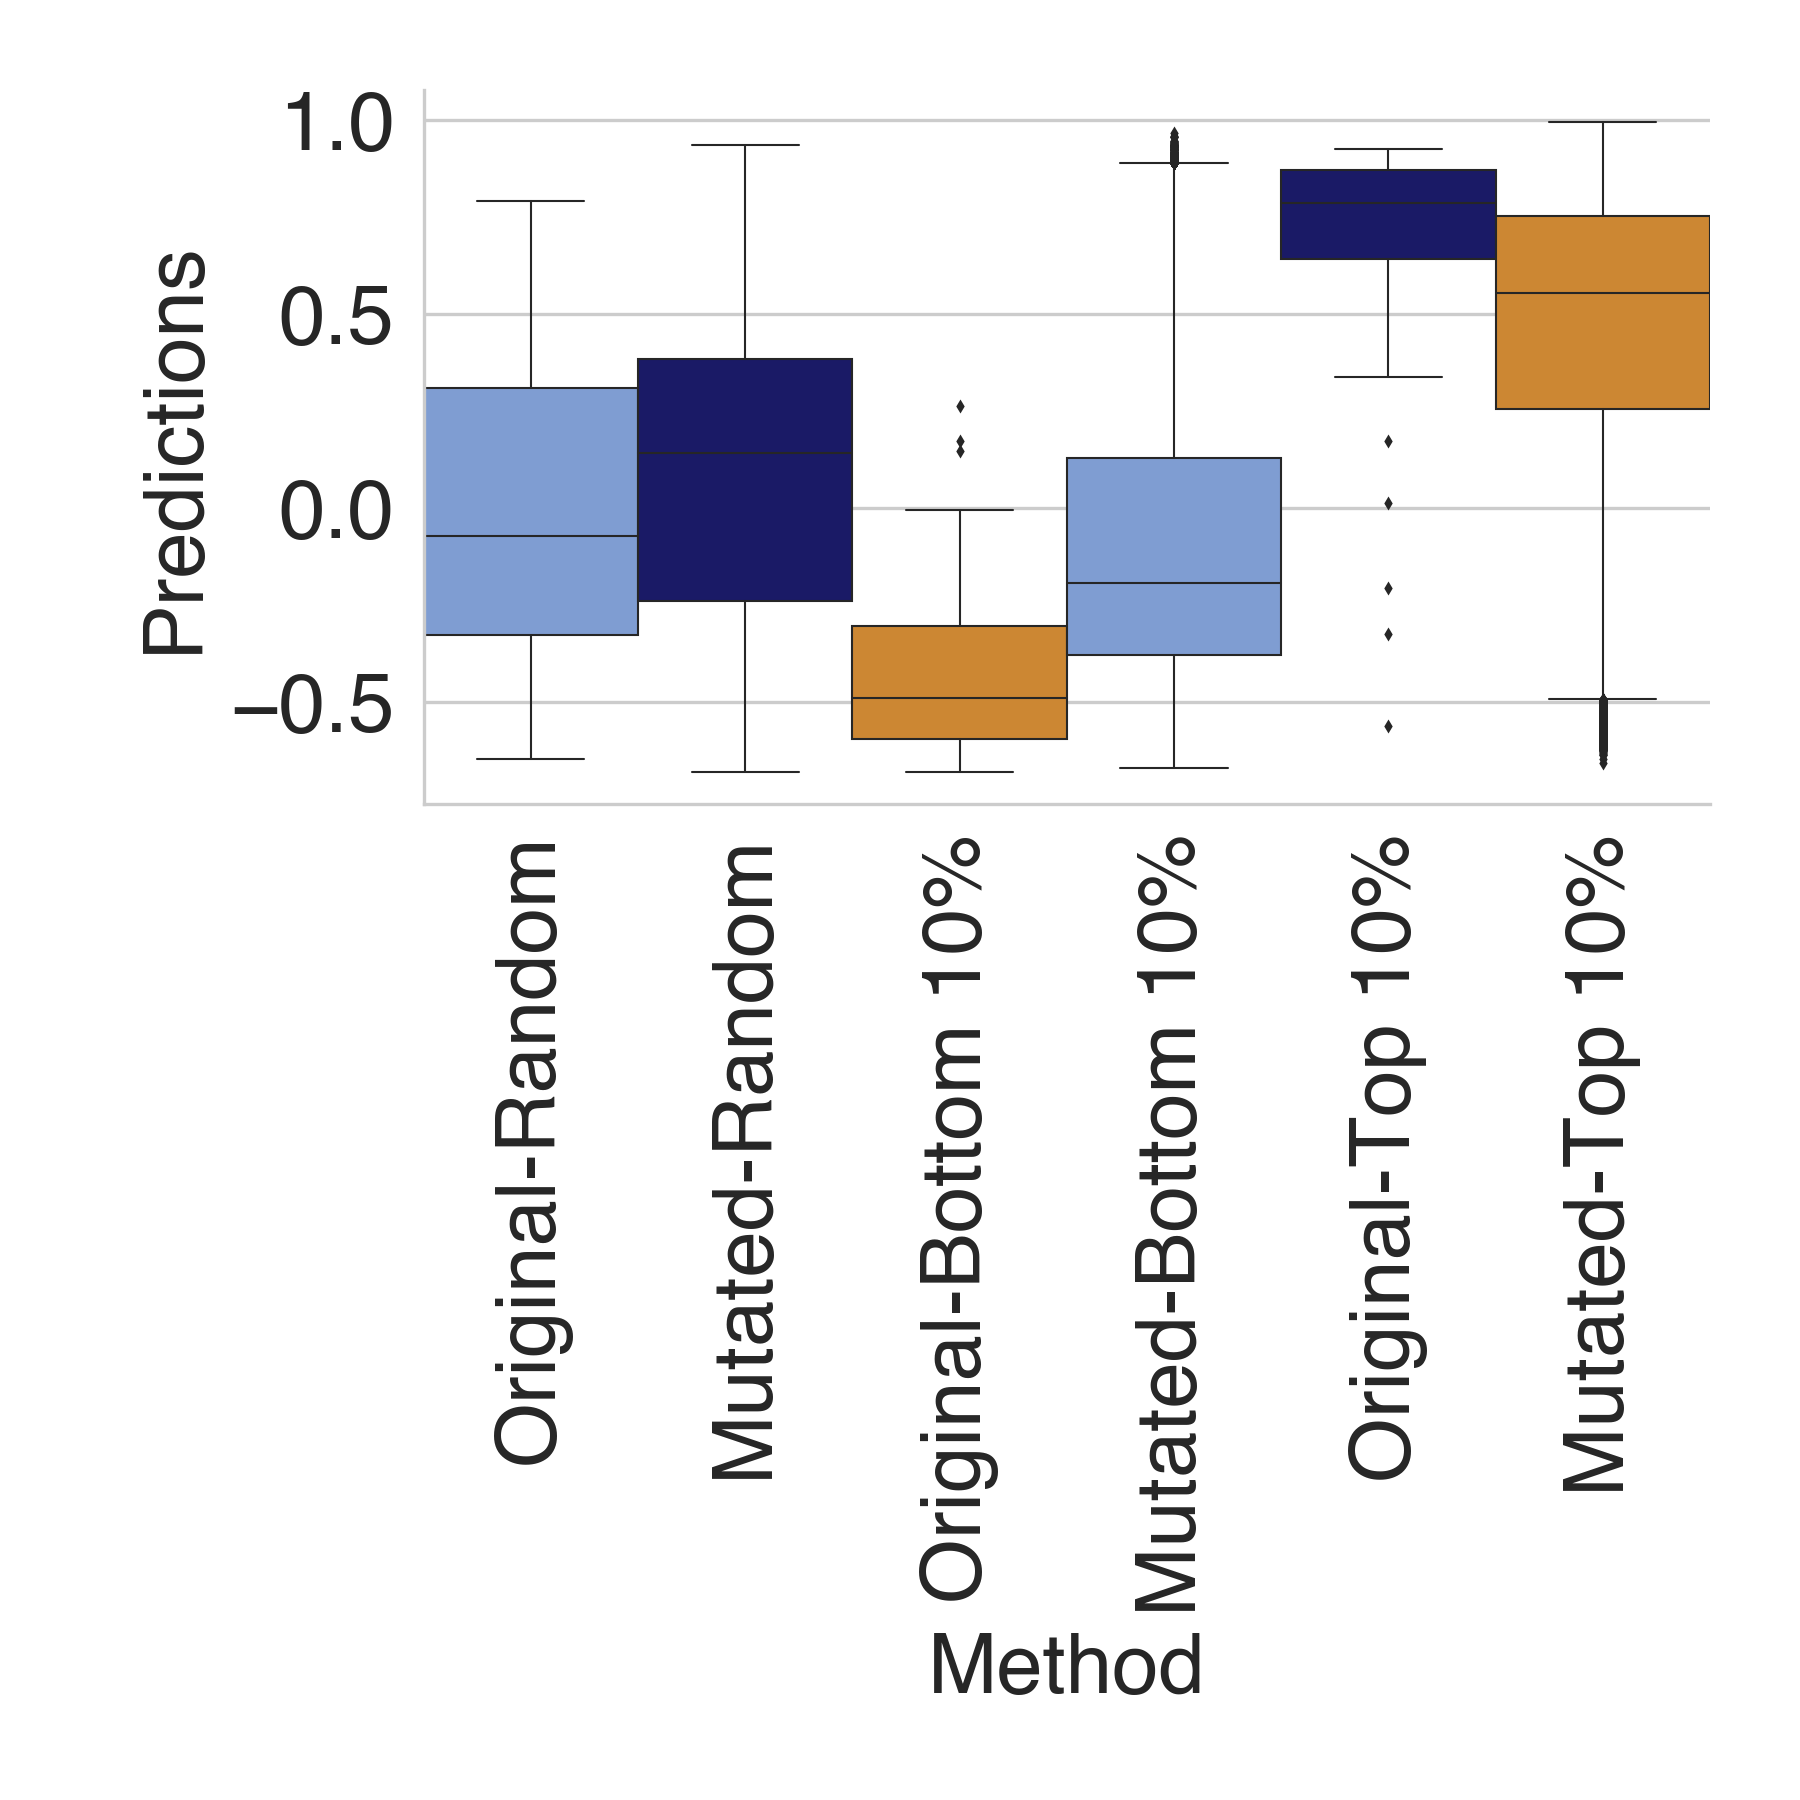 Predictions
1.0
0.5
0.0
−0.5
Original-Random
Mutated-Random
Original-Bottom 10%
Mutated-Bottom 10%
Original-Top 10%
Mutated-Top 10%
Method